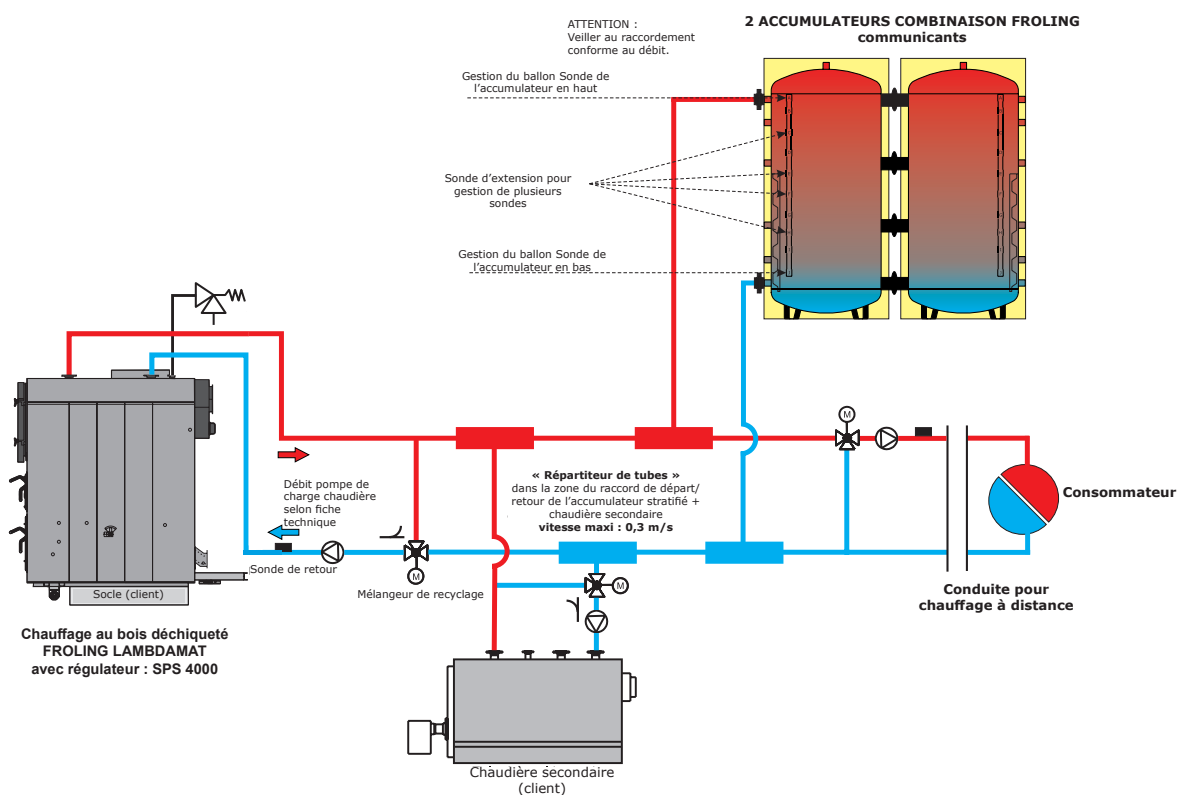 ATTENTION :
Veiller au raccordement
conforme au débit.
2 ACCUMULATEURS COMBINAISON FROLING
communicants
Gestion du ballon Sonde de
l'accumulateur en haut
Sonde d'extension pour
gestion de plusieurs
sondes
Gestion du ballon Sonde de
l'accumulateur en bas
Débit pompe de
charge chaudière
selon fiche
technique
« Répartiteur de tubes »
dans la zone du raccord de départ/
retour de l'accumulateur stratifié +
chaudière secondaire
vitesse maxi : 0,3 m/s
M
Consommateur
Sonde de retour
M
Mélangeur de recyclage
M
Socle (client)
Conduite pour
chauffage à distance
Chauffage au bois déchiqueté
FROLING LAMBDAMAT
avec régulateur : SPS 4000
Chaudière secondaire
(client)